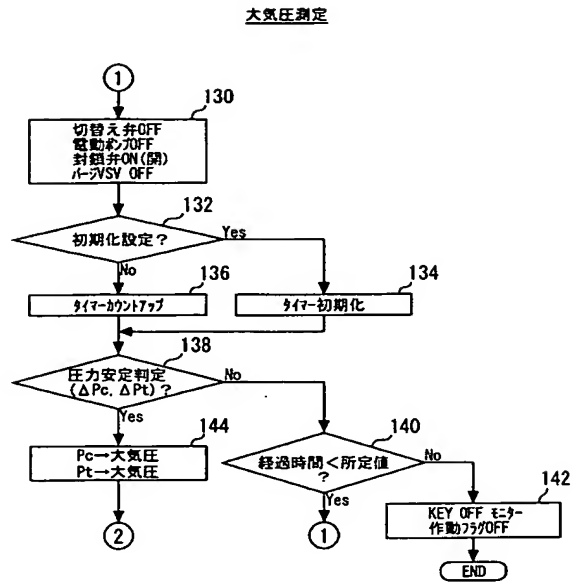 大気圧測定
1
130
切替え弁OFF
電動ポンプOFF
封鎖弁ON(開)
パージVSV OFF
132
初期化設定?
Yes
No
136
134
タイマーカウントアップ
タイマー初期化
138
圧力安定判定
(ΔPc, ΔPt)?
No
Yes
144
140
Pc→大気圧
Pt→大気圧
経過時間<所定値
?
No
142
Yes
KEY OFF モニター
作動フラグOFF
2
1
END